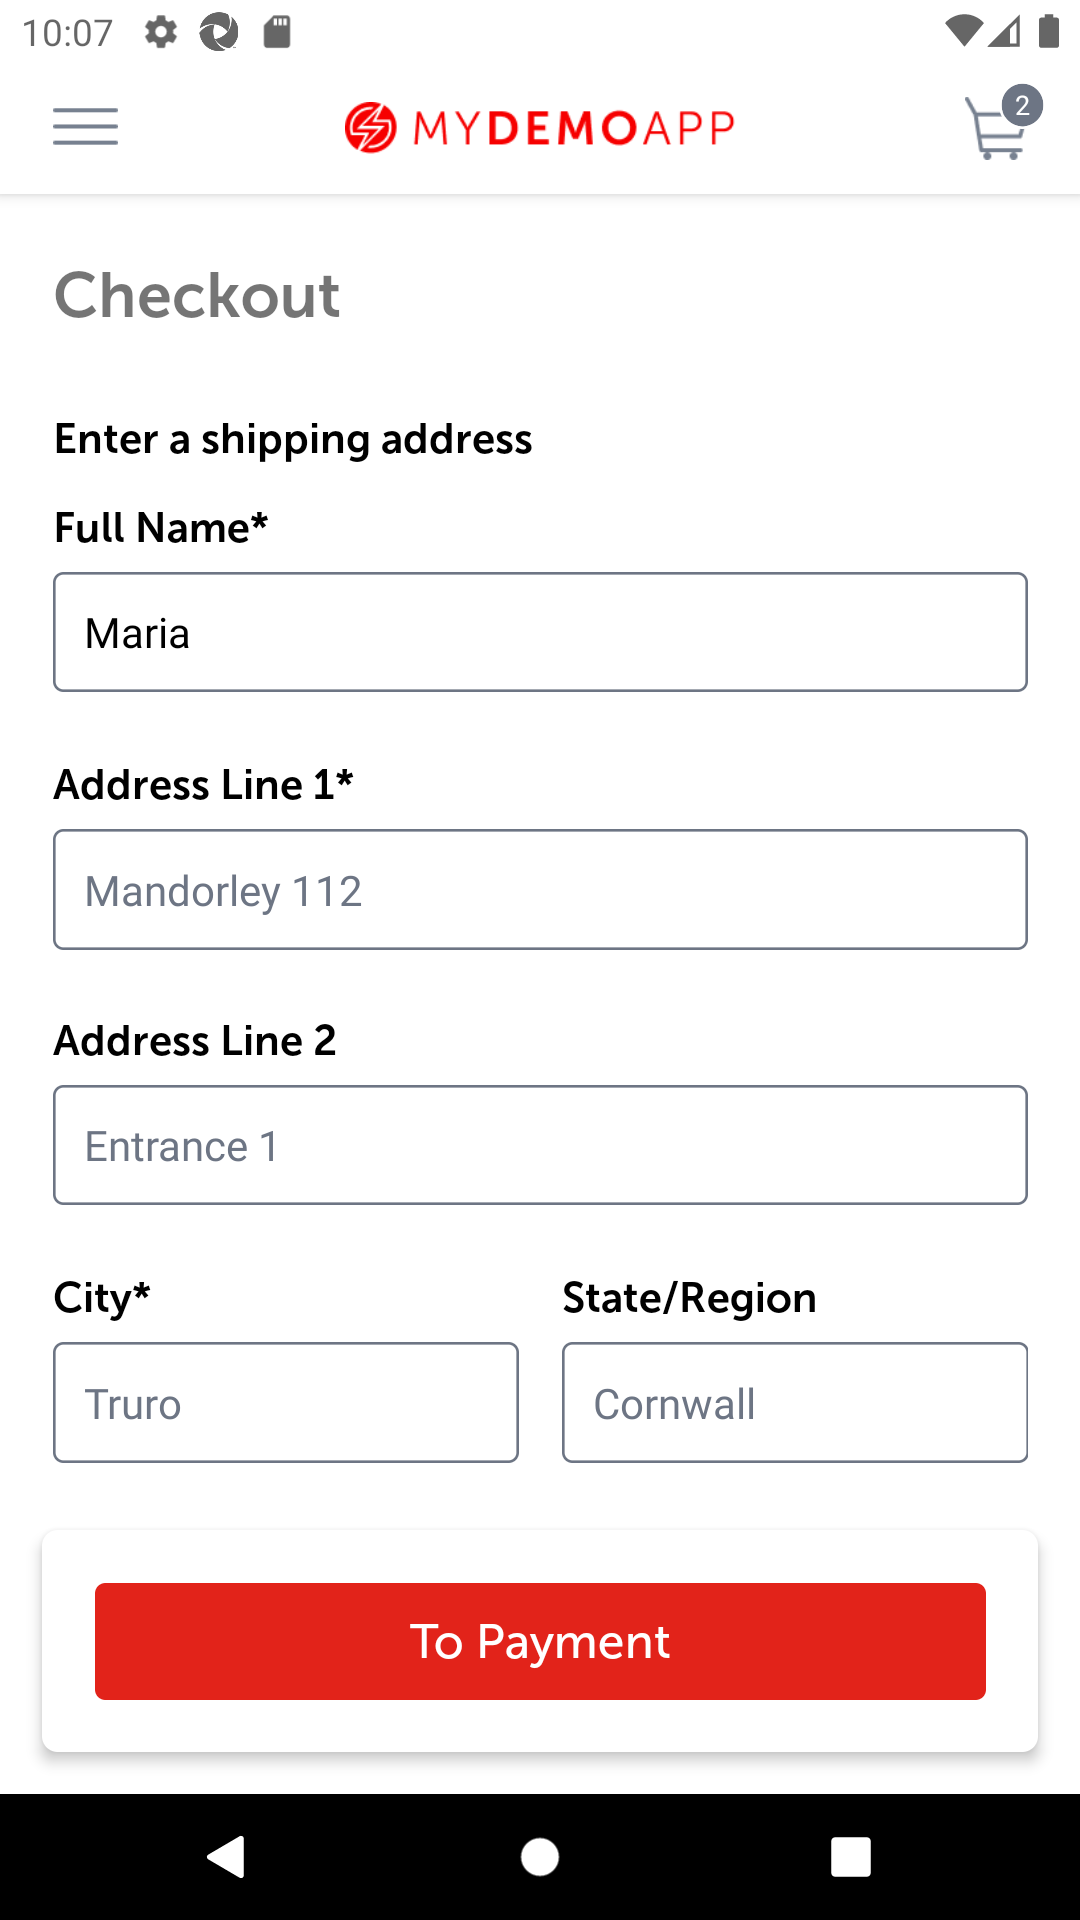 10:07
MYDEMOAPP
2
Checkout
Enter a shipping address
Full Name*
Maria
Address Line 1*
Mandorley 112
Address Line 2
Entrance 1
City*
State/Region
Truro
Cornwall
To Payment